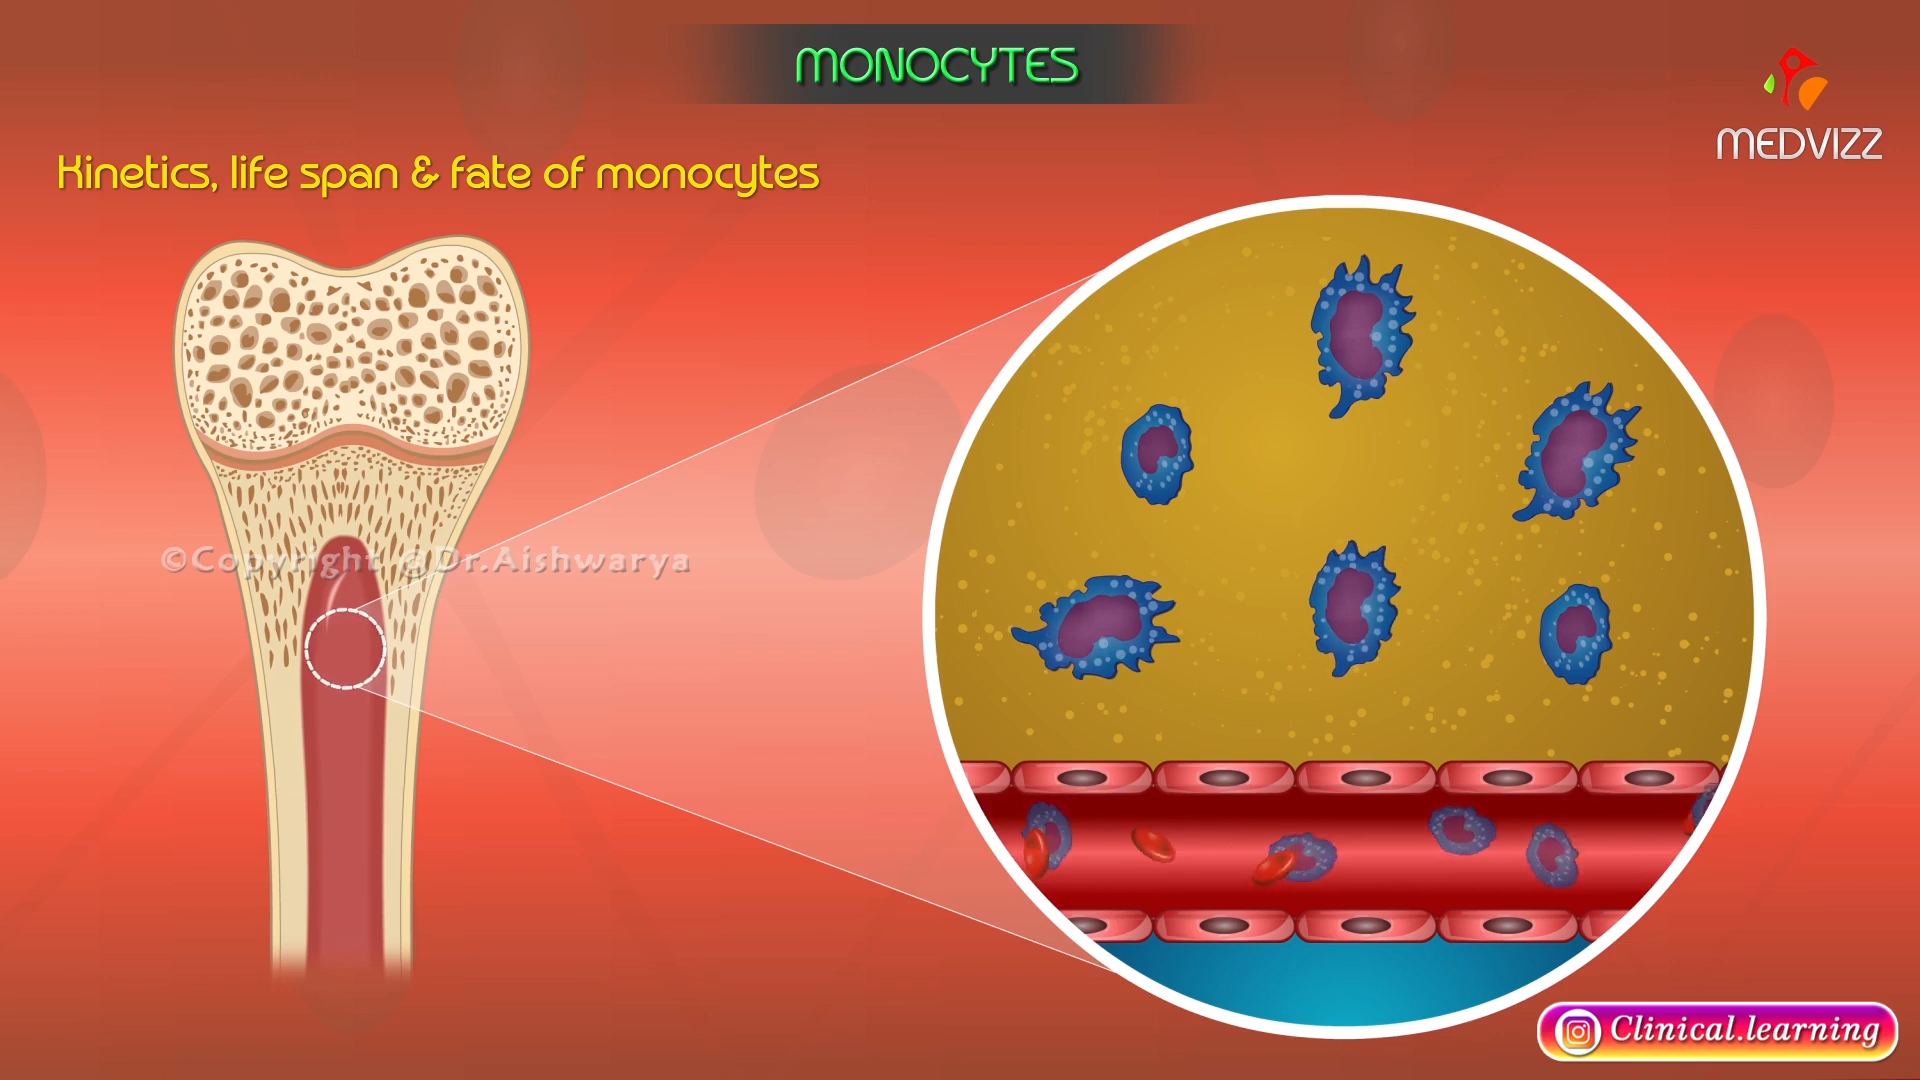 MONOCYTES
MEDVIZZ
Kinetics, life span & fate of monocytes
©Copyright @Dr.Aishwarya
Clinical.learning